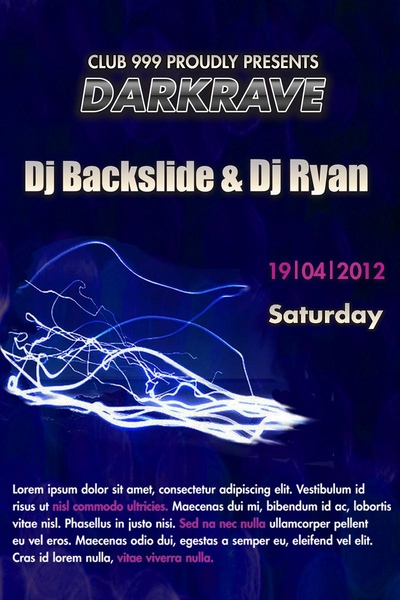 CLUB 999 PROUDLY PRESENTS
DARKRAVE
Dj Backslide & Dj Ryan
19|04|2012
Saturday
Lorem ipsum dolor sit amet, consectetur adipiscing elit. Vestibulum id
risus ut nisl commodo ultricies. Maecenas dui mi, bibendum id ac, lobortis
vitae nisl. Phasellus in justo nisi. Sed na nec nulla ullamcorper pellent
eu vel eros. Maecenas odio dui, egestas a semper eu, eleifend vel elit.
Cras id lorem nulla, vitae viverra nulla.